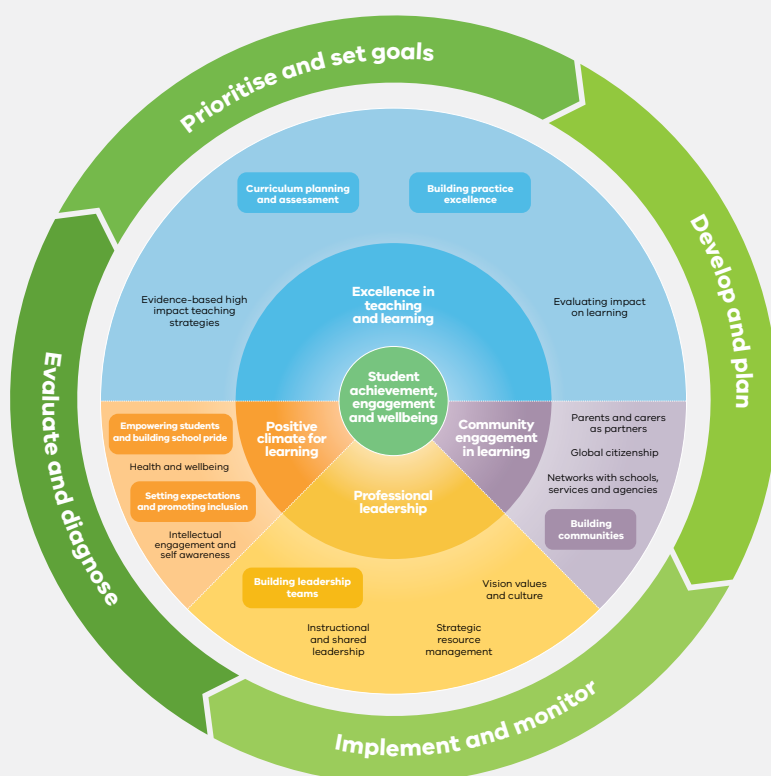 Prioritise and set goals
Develop and plan
Implement and monitor
Evaluate and diagnose
Curriculum planning
and assessment
Building practice
excellence
Evidence-based high
impact teaching
strategies
Excellence in
teaching
and learning
Evaluating impact
on learning
Student
achievement,
engagement
and wellbeing
Empowering students
and building school pride
Health and wellbeing
Setting expectations
and promoting inclusion
Intellectual
engagement and
self awareness
Positive
climate for
learning
Community
engagement
in learning
Parents and carers
as partners
Global citizenship
Networks with schools,
services and agencies
Building
communities
Professional
leadership
Building leadership
teams
Instructional
and shared
leadership
Strategic
resource
management
Vision values
and culture